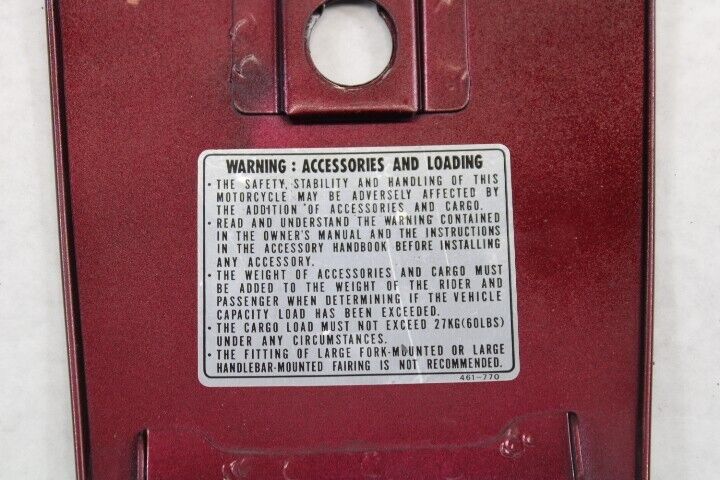 WARNING : ACCESSORIES AND LOADING
• THE SAFETY, STABILITY AND HANDLING OF THIS
MOTORCYCLE MAY BE ADVERSELY AFFECTED BY
THE ADDITION OF ACCESSORIES AND CARGO.
• READ AND UNDERSTAND THE WARNING CONTAINED
IN THE OWNER'S MANUAL AND THE INSTRUCTIONS
IN THE ACCESSORY HANDBOOK BEFORE INSTALLING
ANY ACCESSORY.
• THE WEIGHT OF ACCESSORIES AND CARGO MUST
BE ADDED TO THE WEIGHT OF THE RIDER AND
PASSENGER WHEN DETERMINING IF THE VEHICLE
CAPACITY LOAD HAS BEEN EXCEEDED.
• THE CARGO LOAD MUST NOT EXCEED 27KG(60LBS)
UNDER ANY CIRCUMSTANCES.
• THE FITTING OF LARGE FORK-MOUNTED OR LARGE
HANDLEBAR-MOUNTED FAIRING IS NOT RECOMMENDED.
461-770